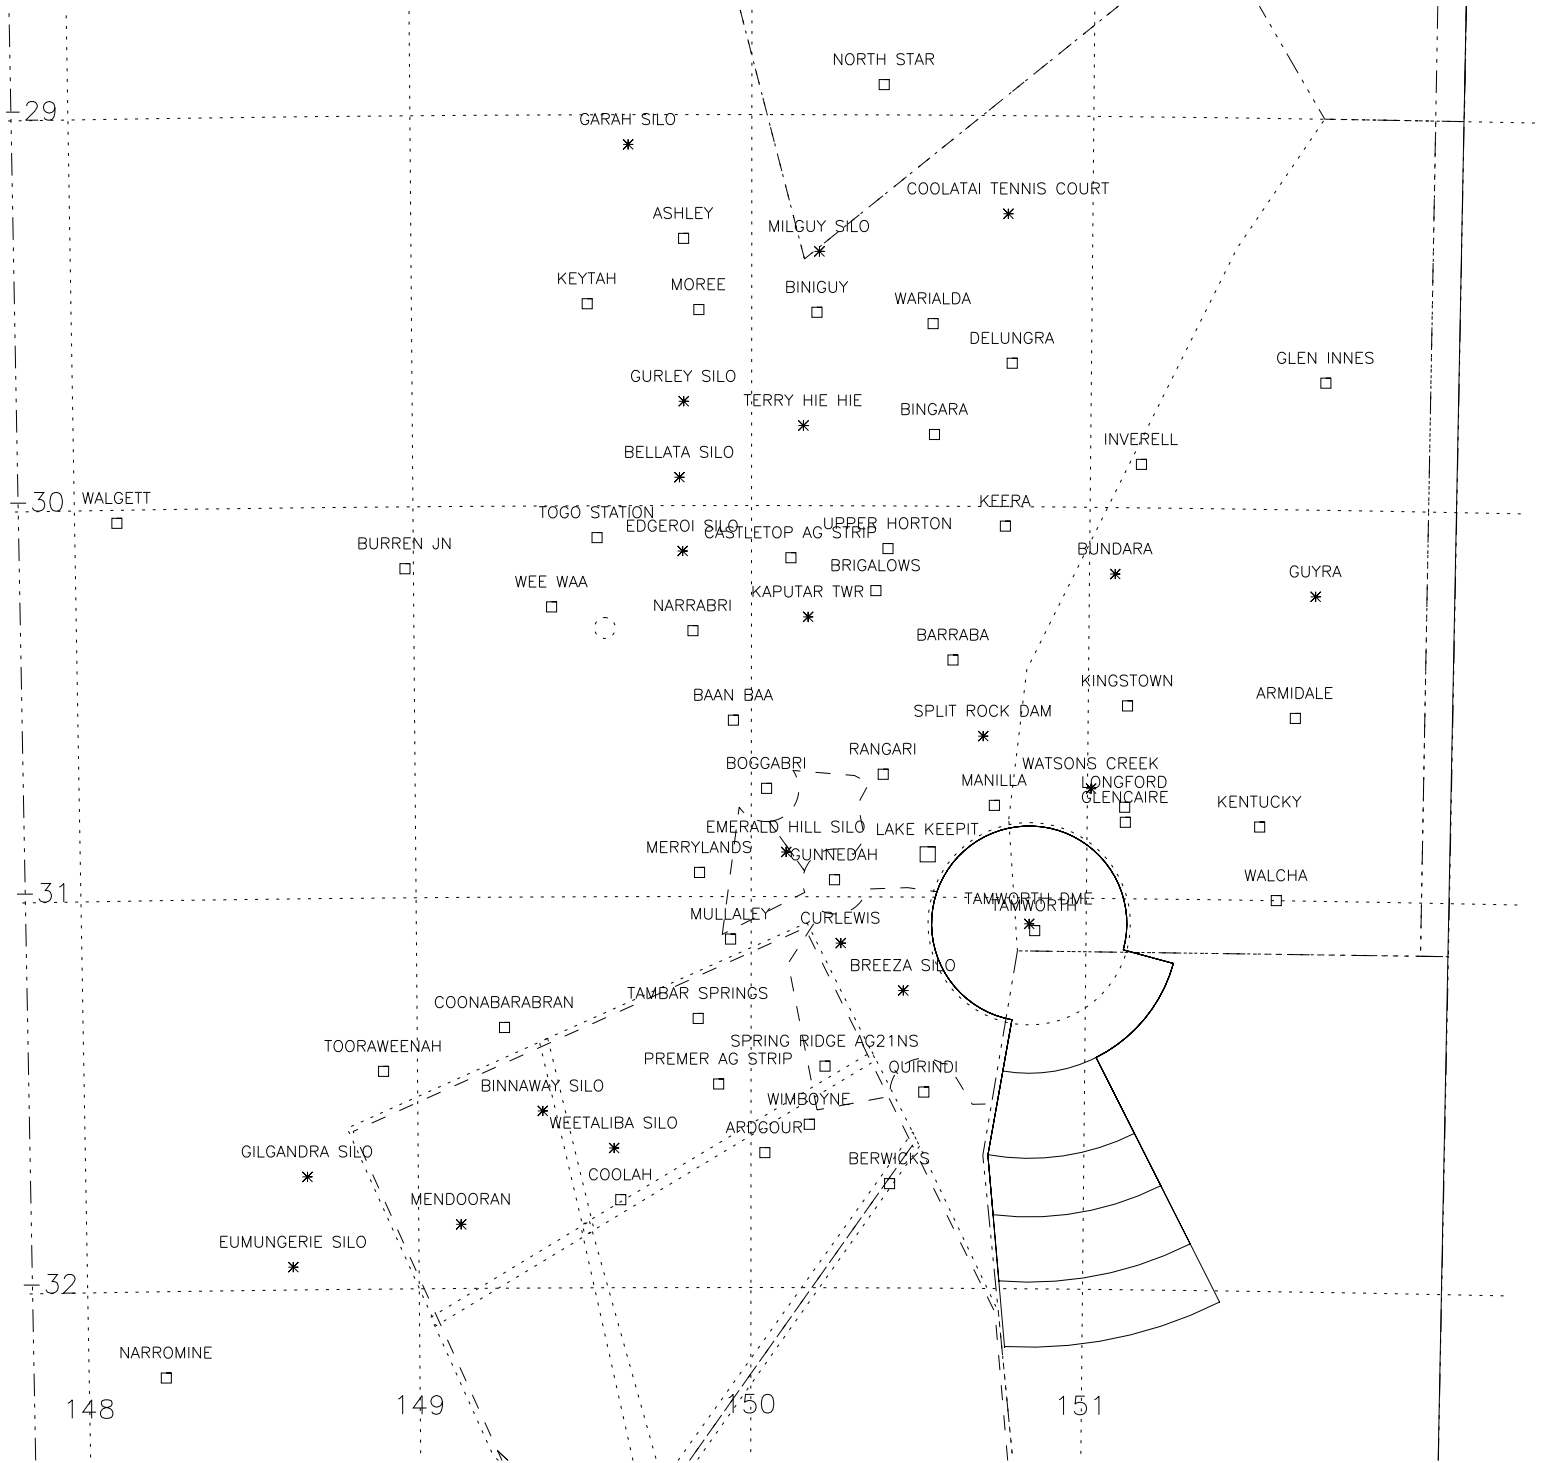 NORTH STAR
29
GARAH SILO
COOLATAI TENNIS COURT
ASHLEY
MILGUY SILO
KEYTAH
MOREE
BINIGUY
WARIALDA
DELUNGRA
GLEN INNES
GURLEY SILO
TERRY HIE HIE
BINGARA
INVERELL
BELLATA SILO
30
WALGETT
KEERA
TOGO STATION
EDGEROI SILO
CASTLETOP AG STRIP
UPPER HORTON
BURREN JN
BUNDARA
BRIGALOWS
GUYRA
WEE WAA
KAPUTAR TWR
NARRABRI
BARRABA
KINGSTOWN
BAAN BAA
ARMIDALE
SPLIT ROCK DAM
RANGARI
BOGGABRI
WATSONS CREEK
MANILLA
LONGFORD
GLENCAIRE
KENTUCKY
EMERALD HILL SILO
LAKE KEEPIT
MERRYLANDS
GUNNEDAH
WALCHA
31
TAMWORTH DME
TAMWORTH
MULLALEY
CURLEWIS
BREEZA SILO
TAMBAR SPRINGS
COONABARABRAN
SPRING RIDGE AG21NS
TOORAWEENAH
PREMER AG STRIP
QUIRINDI
BINNAWAY SILO
WIMBOYNE
WEETALIBA SILO
ARDGOUR
GILGANDRA SILO
BERWICKS
COOLAH
MENDOORAN
EUMUNGERIE SILO
32
NARROMINE
148
149
150
151